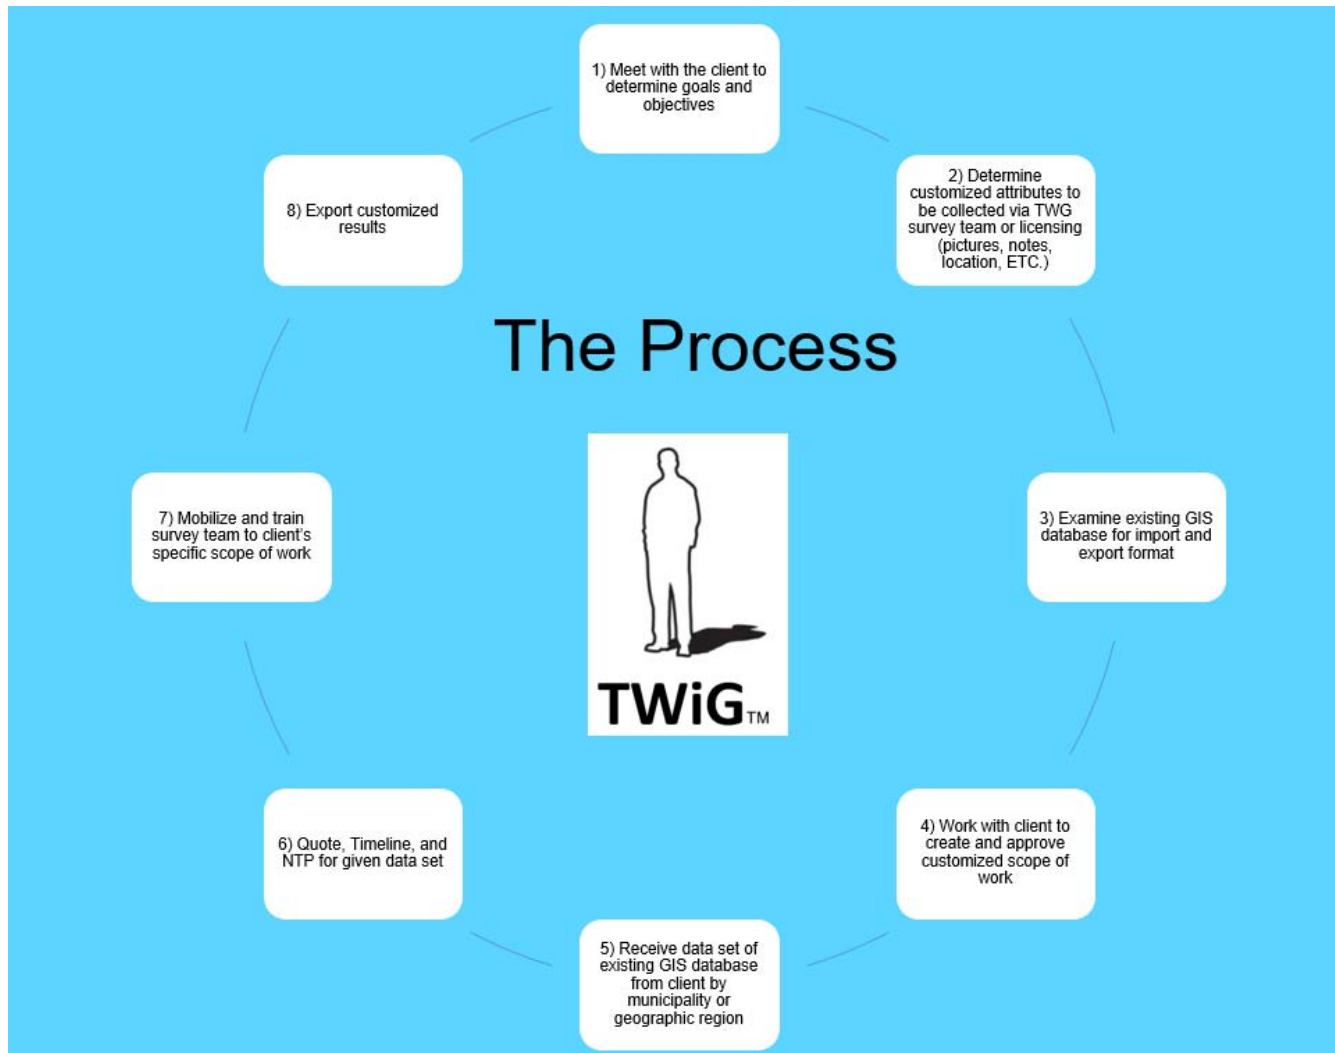 1) Meet with the client to
determine goals and
objectives
2) Determine
customized attributes to
be collected via TWG
survey team or licensing
(pictures, notes,
location, ETC.)
3) Examine existing GIS
database for import and
export format
4) Work with client to
create and approve
customized scope of
work
5) Receive data set of
existing GIS database
from client by
municipality or
geographic region
6) Quote, Timeline, and
NTP for given data set
7) Mobilize and train
survey team to client's
specific scope of work
8) Export customized
results
The Process
TWiG TM